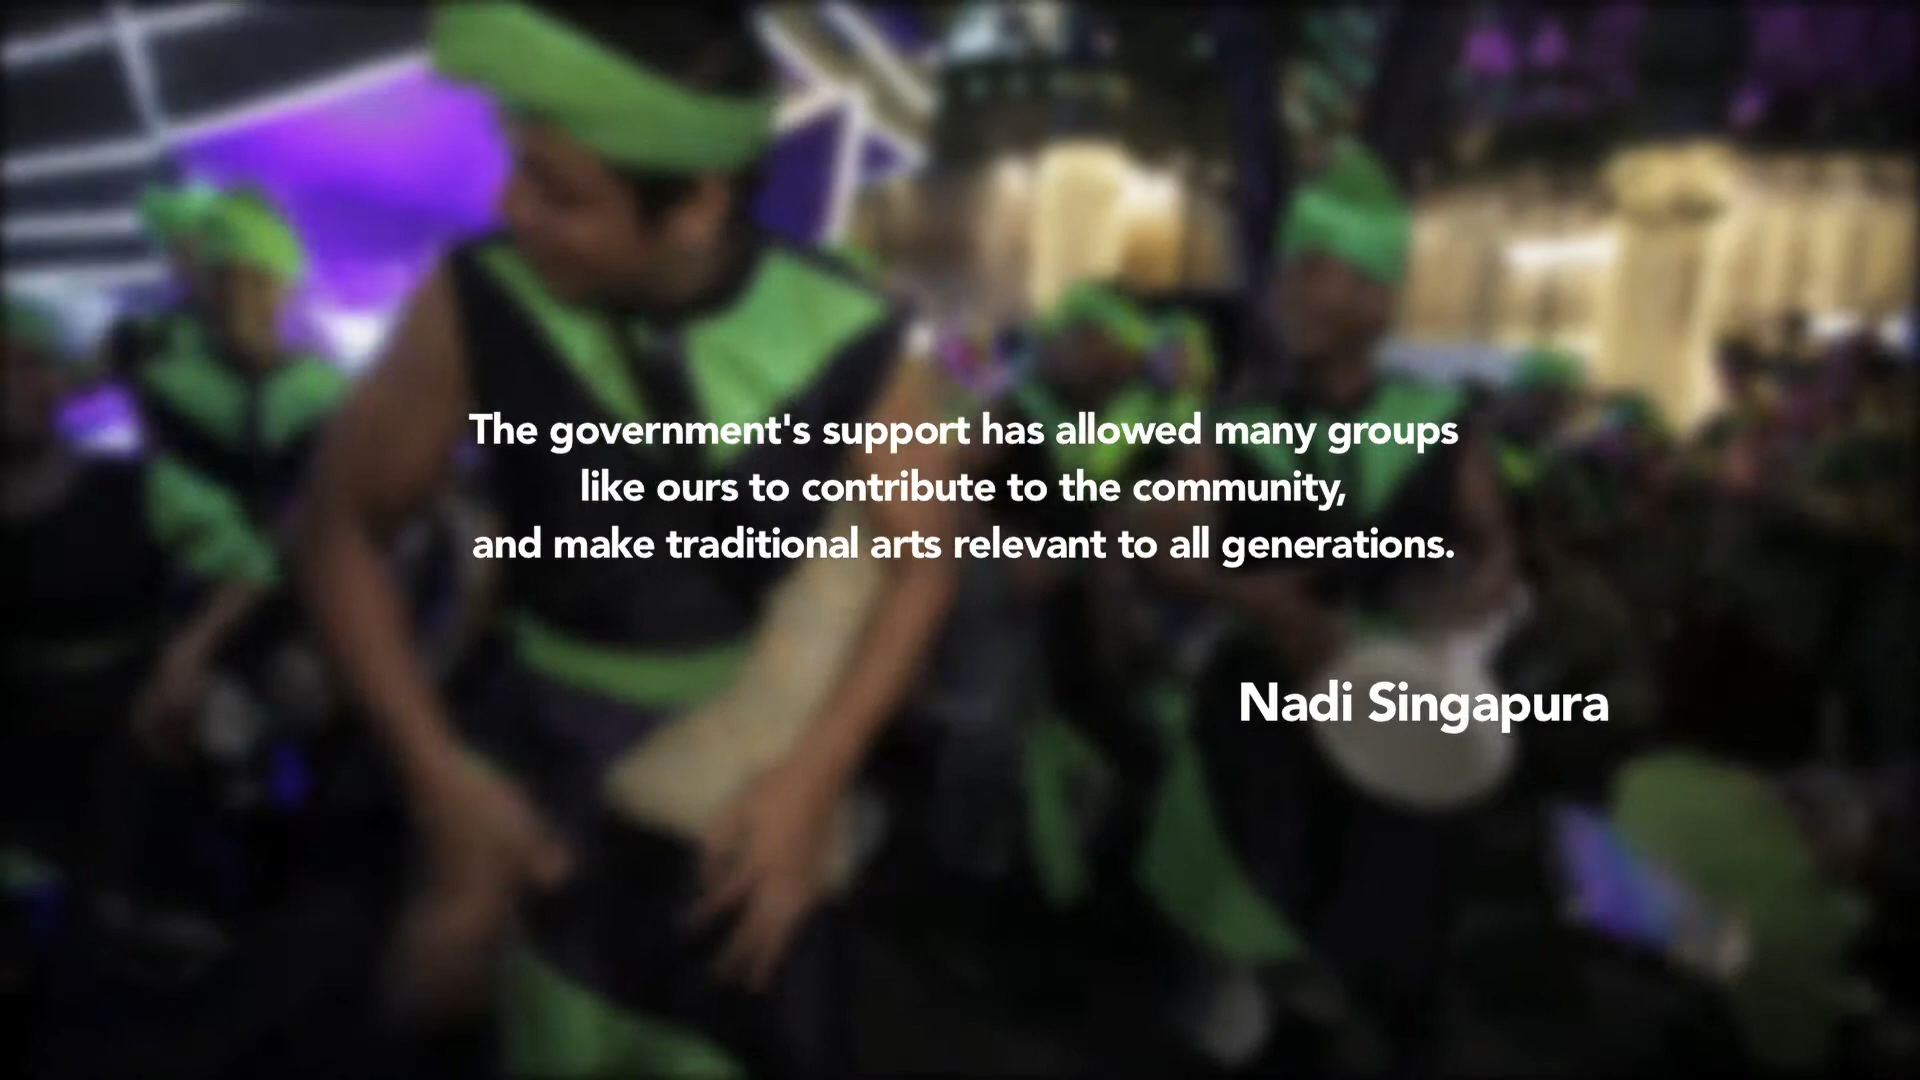 The government's support has allowed many groups
like ours to contribute to the community,
and make traditional arts relevant to all generations.
Nadi Singapura